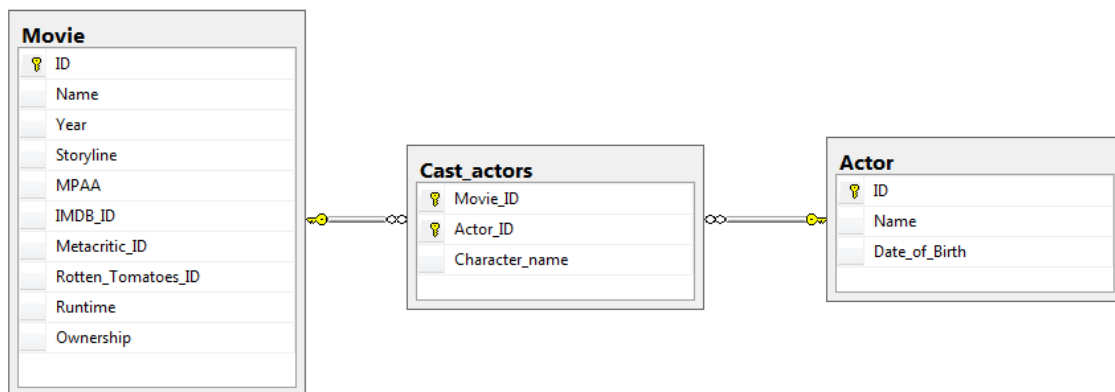 Movie
ID
Name
Year
Storyline
MPAA
IMDB_ID
Metacritic_ID
Rotten_Tomatoes_ID
Runtime
Ownership
Cast_actors
Movie_ID
Actor_ID
Character_name
Actor
ID
Name
Date_of_Birth